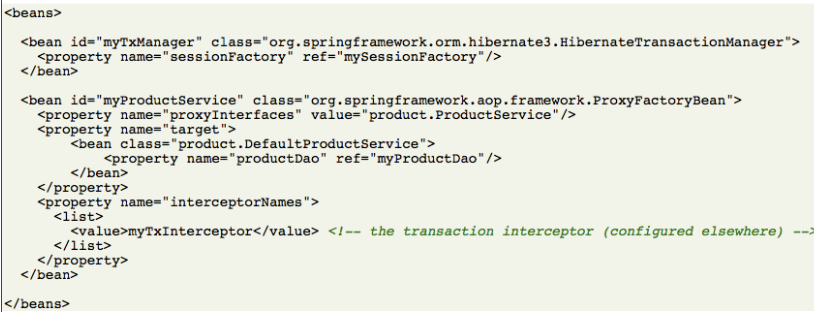 <beans>
<bean id="myTxManager" class="org.springframework.orm.hibernate3.HibernateTransactionManager">
<property name="sessionFactory" ref="mySessionFactory"/>
</bean>
<bean id="myProductService" class="org.springframework.aop.framework.ProxyFactoryBean">
<property name="proxyInterfaces" value="product.ProductService"/>
<property name="target">
<bean class="product.DefaultProductService">
<property name="productDao" ref="myProductDao"/>
</bean>
</property>
<property name="interceptorNames">
<list>
<value>myTxInterceptor</value> <!-- the transaction interceptor (configured elsewhere) -->
</list>
</property>
</bean>
</beans>